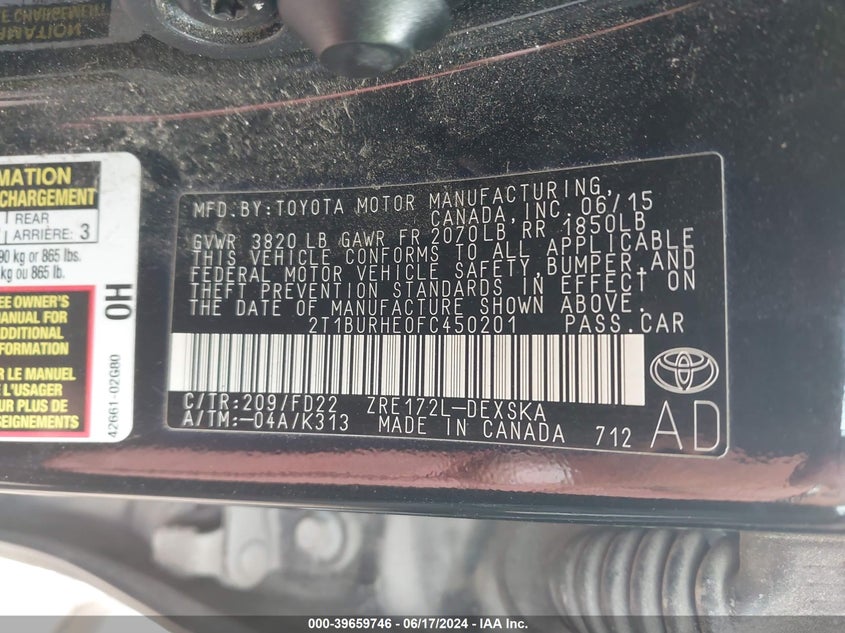 MATION
CHARGEMENT
REAR
ARRIÈRE: 3
90 kg or 865 lbs.
kg ou 865 lb.
OH
EE OWNER'S
MANUAL FOR
ADDITIONAL
FORMATION
R LE MANUEL
L'USAGER
UR PLUS DE
SEIGNEMENTS
42661-02G80
MFD.BY:TOYOTA MOTOR MANUFACTURING,
CANADA,INC. 06/15
GVWR 3820 LB GAWR FR 2070LB RR 1850LB
THIS VEHICLE CONFORMS TO ALL APPLICABLE
FEDERAL MOTOR VEHICLE SAFETY,BUMPER,AND
THEFT PREVENTION STANDARDS IN EFFECT ON
THE DATE OF MANUFACTURE SHOWN ABOVE.
2T1BURHE0FC450201 PASS.CAR
C/TR:209/FD22 ZRE172L-DEXSKA
A/TM:-04A/K313 MADE IN CANADA 712
AD
000-39659746 - 06/17/2024 - IAA Inc.